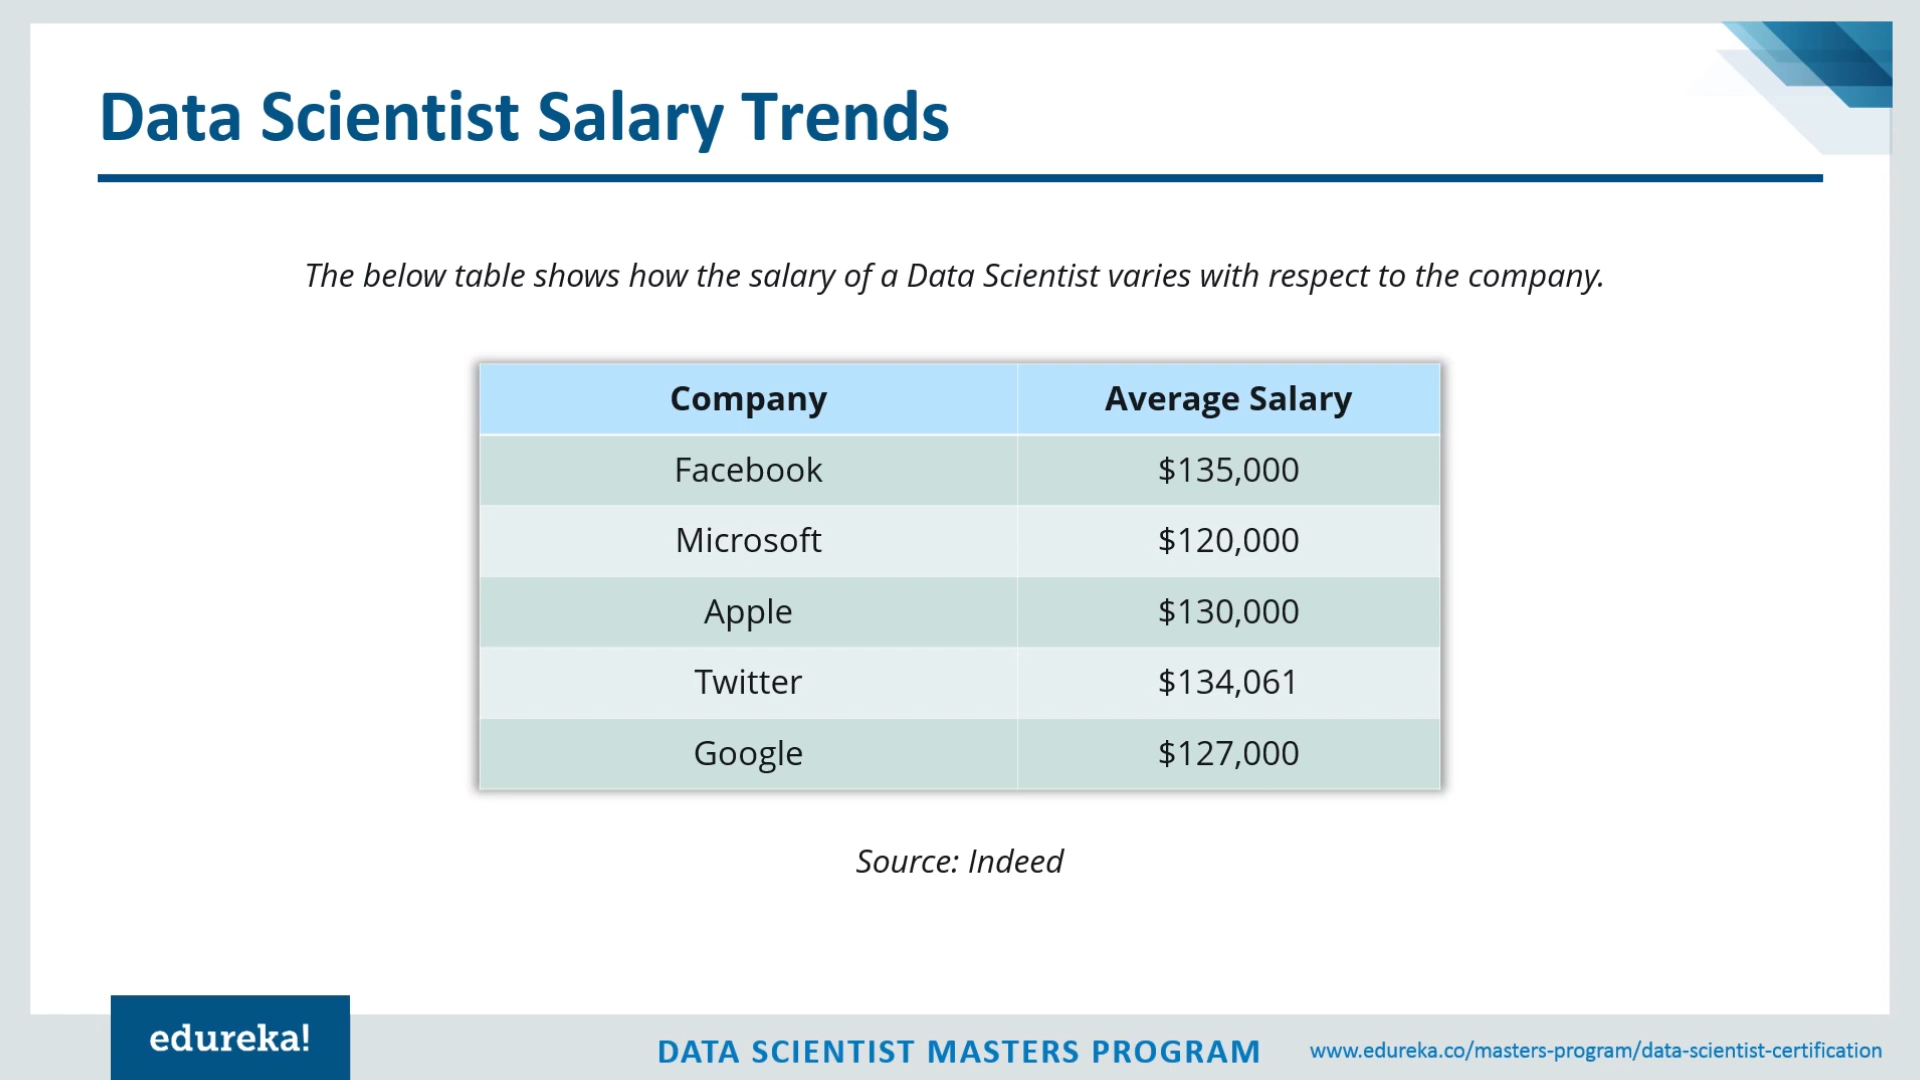 Data Scientist Salary Trends
The below table shows how the salary of a Data Scientist varies with respect to the company.
Company Average Salary
Facebook $135,000
Microsoft $120,000
Apple $130,000
Twitter $134,061
Google $127,000
Source: Indeed
edureka!
DATA SCIENTIST MASTERS PROGRAM
www.edureka.co/masters-program/data-scientist-certification